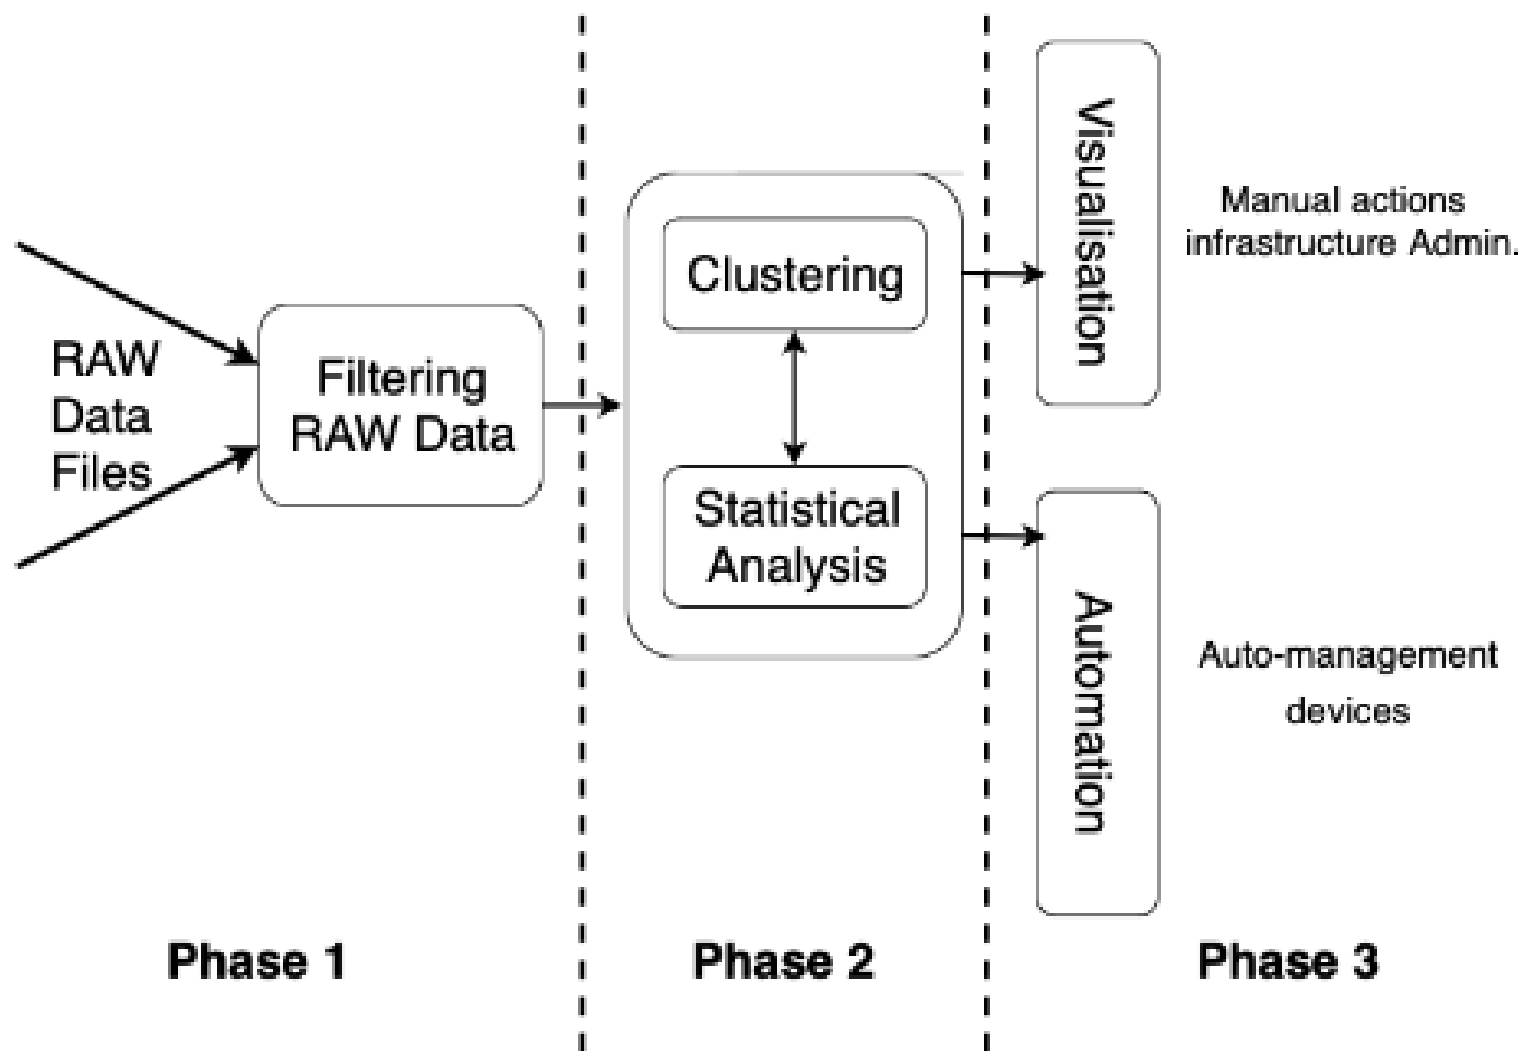 RAW
Data
Files
Filtering
RAW Data
Clustering
Statistical
Analysis
Visualisation
Manual actions
infrastructure Admin.
Automation
Auto-management
devices
Phase 1
Phase 2
Phase 3